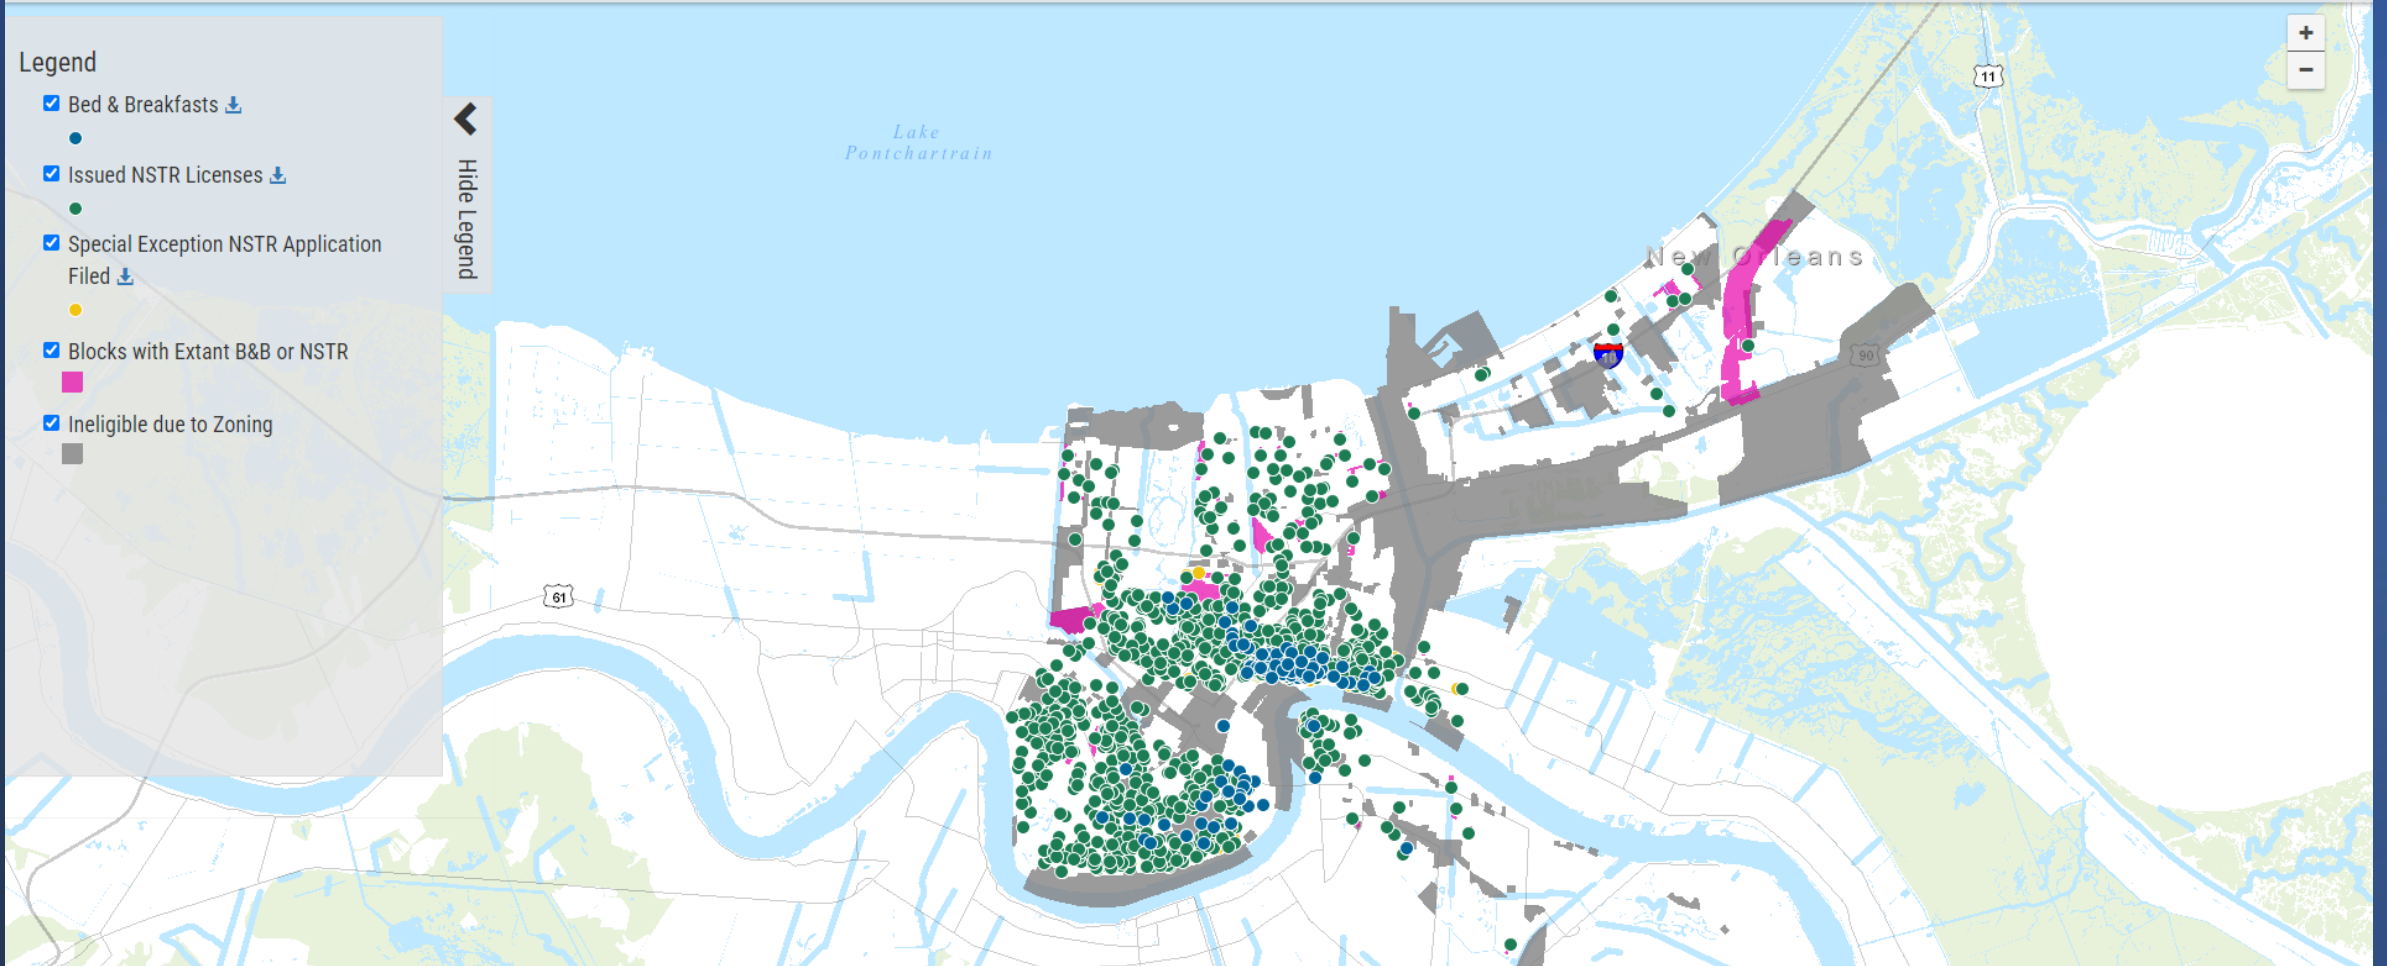 Legend
Bed & Breakfasts
Issued NSTR Licenses
Special Exception NSTR Application
Filed
Blocks with Extant B&B or NSTR
Ineligible due to Zoning
Hide Legend
Lake
Pontchartrain
New Orleans
11
90
10
61
+
−